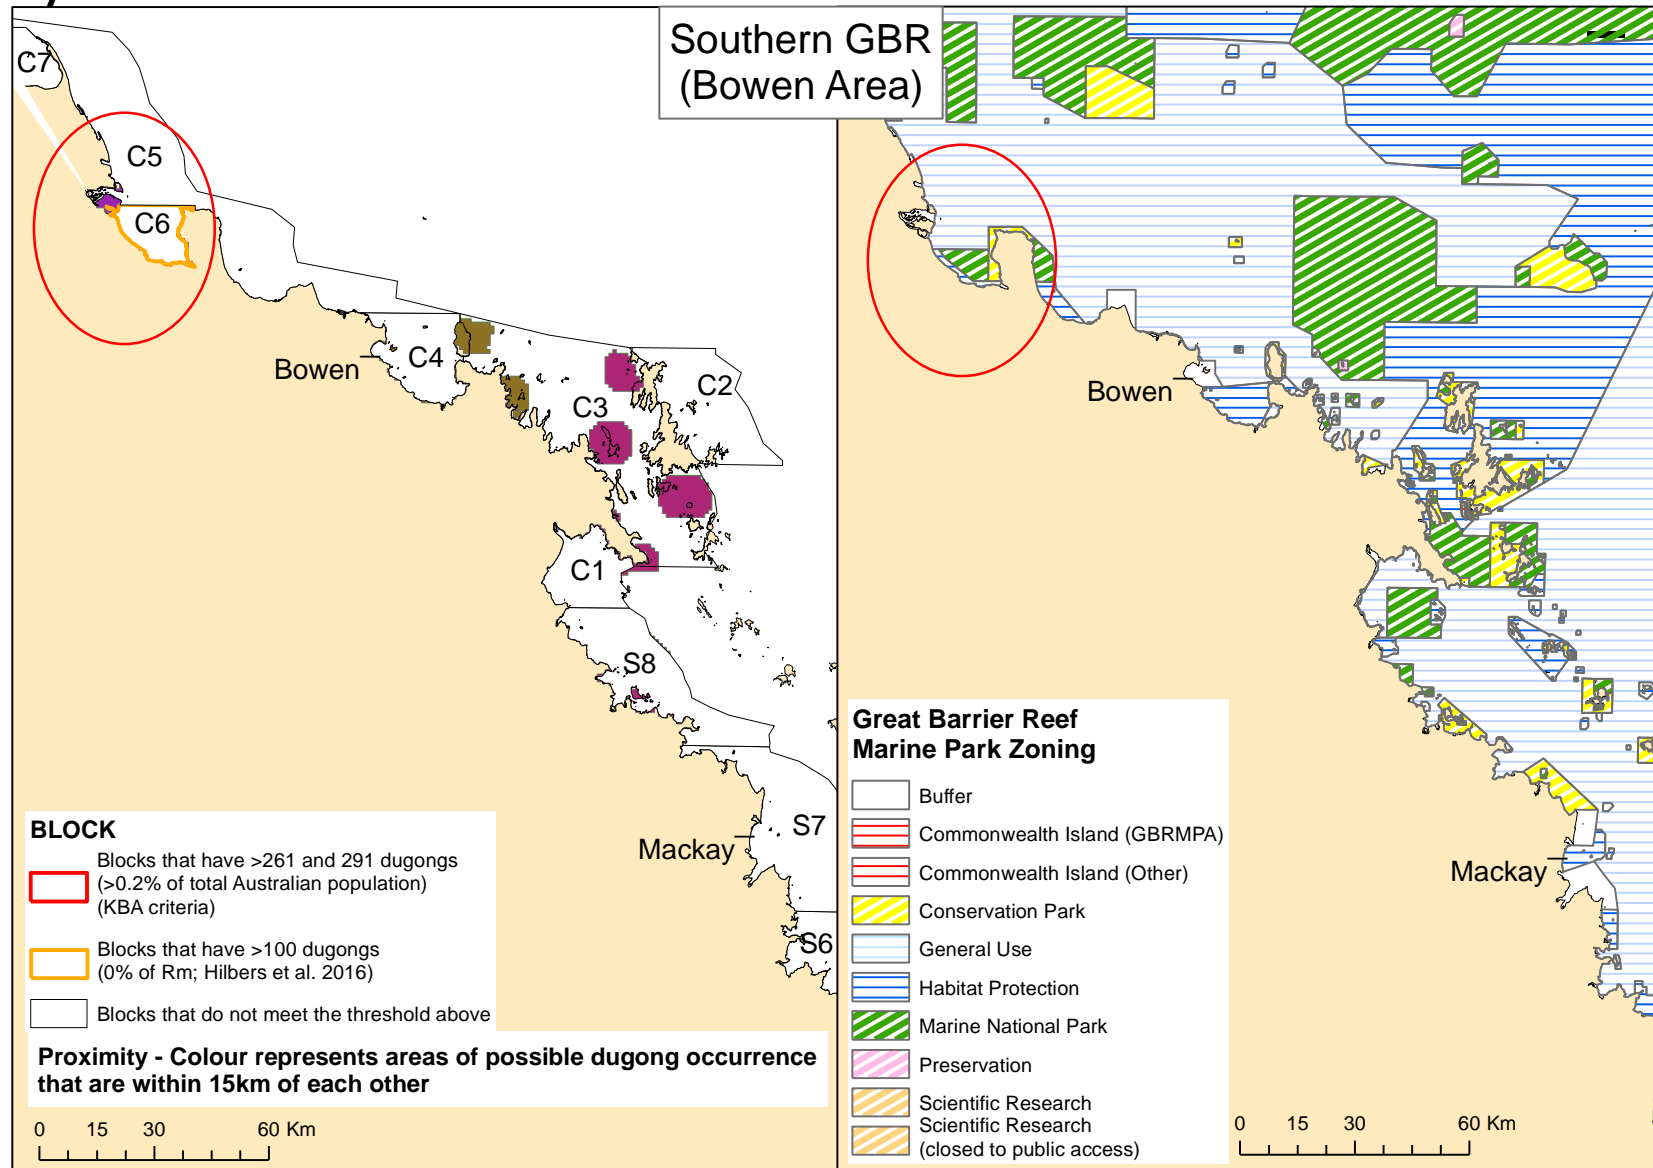 Southern GBR
(Bowen Area)
C7
C5
C6
Bowen
C4
C3
C2
C1
S8
Mackay
S7
S6
BLOCK
Blocks that have >261 and 291 dugongs
(>0.2% of total Australian population)
(KBA criteria)
Blocks that have >100 dugongs
(0% of Rm; Hilbers et al. 2016)
Blocks that do not meet the threshold above
Proximity - Colour represents areas of possible dugong occurrence
that are within 15km of each other
0 15 30 60 Km
Bowen
Mackay
Great Barrier Reef
Marine Park Zoning
Buffer
Commonwealth Island (GBRMPA)
Commonwealth Island (Other)
Conservation Park
General Use
Habitat Protection
Marine National Park
Preservation
Scientific Research
Scientific Research
(closed to public access)
0 15 30 60 Km